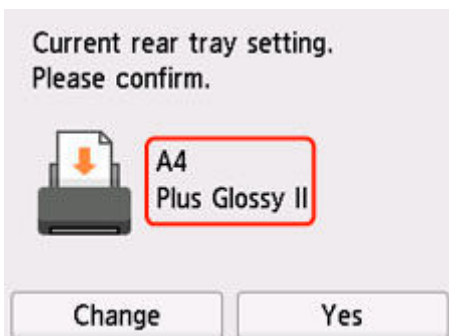 Current rear tray setting.
Please confirm.
A4
Plus Glossy II
Change
Yes